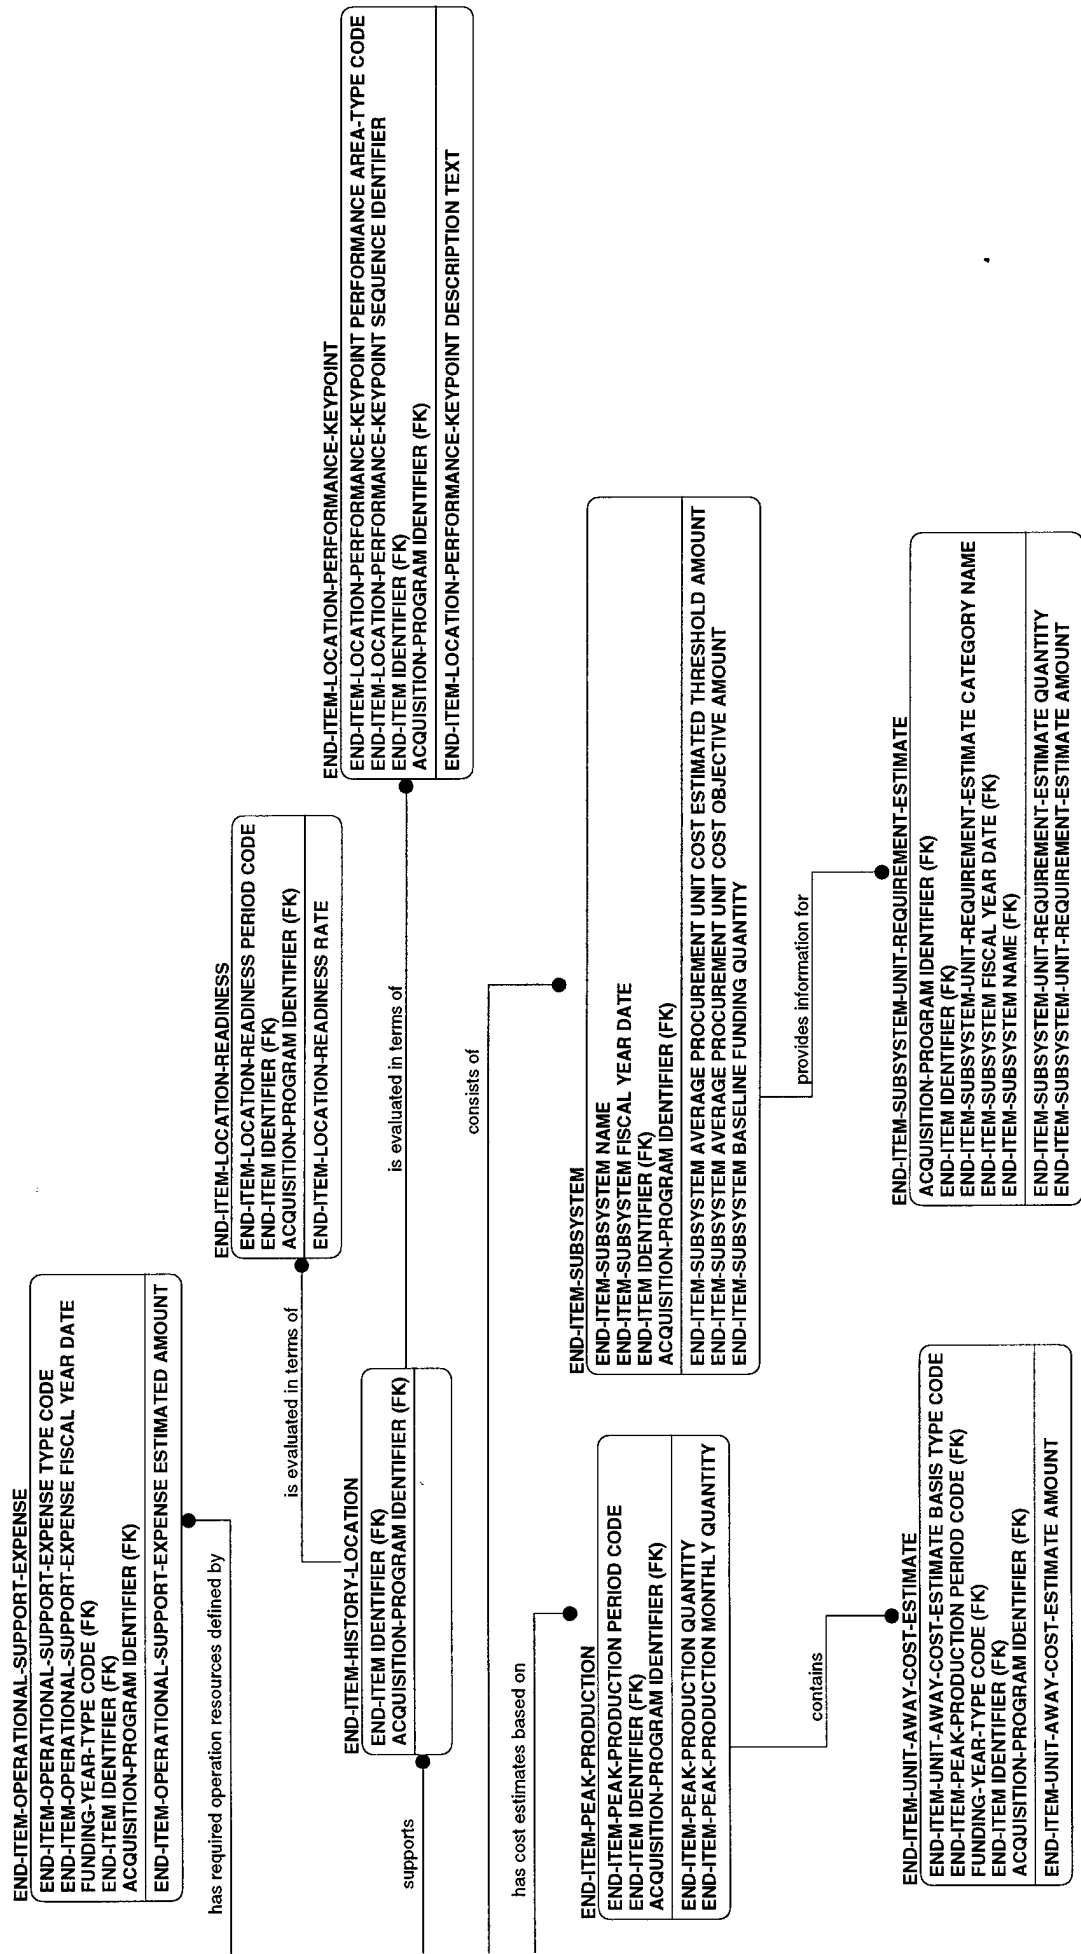 END-ITEM-OPERATIONAL-SUPPORT-EXPENSE
END-ITEM-OPERATIONAL-SUPPORT-EXPENSE TYPE CODE
END-ITEM-OPERATIONAL-SUPPORT-EXPENSE FISCAL YEAR DATE
FUNDING-YEAR-TYPE CODE (FK)
END-ITEM IDENTIFIER (FK)
ACQUISITION-PROGRAM IDENTIFIER (FK)
END-ITEM-OPERATIONAL-SUPPORT-EXPENSE ESTIMATED AMOUNT
has required operation resources defined by
END-ITEM-LOCATION-READINESS
END-ITEM-LOCATION-READINESS PERIOD CODE
END-ITEM IDENTIFIER (FK)
ACQUISITION-PROGRAM IDENTIFIER (FK)
END-ITEM-LOCATION-READINESS RATE
is evaluated in terms of
END-ITEM-HISTORY-LOCATION
END-ITEM IDENTIFIER (FK)
ACQUISITION-PROGRAM IDENTIFIER (FK)
supports
is evaluated in terms of
END-ITEM-LOCATION-PERFORMANCE-KEYPOINT
END-ITEM-LOCATION-PERFORMANCE-KEYPOINT PERFORMANCE AREA-TYPE CODE
END-ITEM-LOCATION-PERFORMANCE-KEYPOINT SEQUENCE IDENTIFIER
END-ITEM IDENTIFIER (FK)
ACQUISITION-PROGRAM IDENTIFIER (FK)
END-ITEM-LOCATION-PERFORMANCE-KEYPOINT DESCRIPTION TEXT
consists of
has cost estimates based on
END-ITEM-PEAK-PRODUCTION
END-ITEM-PEAK-PRODUCTION PERIOD CODE
END-ITEM IDENTIFIER (FK)
ACQUISITION-PROGRAM IDENTIFIER (FK)
END-ITEM-PEAK-PRODUCTION QUANTITY
END-ITEM-PEAK-PRODUCTION MONTHLY QUANTITY
contains
END-ITEM-SUBSYSTEM
END-ITEM-SUBSYSTEM NAME
END-ITEM-SUBSYSTEM FISCAL YEAR DATE
END-ITEM IDENTIFIER (FK)
ACQUISITION-PROGRAM IDENTIFIER (FK)
END-ITEM-SUBSYSTEM AVERAGE PROCUREMENT UNIT COST ESTIMATED THRESHOLD AMOUNT
END-ITEM-SUBSYSTEM AVERAGE PROCUREMENT UNIT COST OBJECTIVE AMOUNT
END-ITEM-SUBSYSTEM BASELINE FUNDING QUANTITY
provides information for
END-ITEM-UNIT-AWAY-COST-ESTIMATE
END-ITEM-UNIT-AWAY-COST-ESTIMATE BASIS TYPE CODE
END-ITEM-PEAK-PRODUCTION PERIOD CODE (FK)
FUNDING-YEAR-TYPE CODE (FK)
END-ITEM IDENTIFIER (FK)
ACQUISITION-PROGRAM IDENTIFIER (FK)
END-ITEM-UNIT-AWAY-COST-ESTIMATE AMOUNT
END-ITEM-SUBSYSTEM-UNIT-REQUIREMENT-ESTIMATE
ACQUISITION-PROGRAM IDENTIFIER (FK)
END-ITEM IDENTIFIER (FK)
END-ITEM-SUBSYSTEM-UNIT-REQUIREMENT-ESTIMATE CATEGORY NAME
END-ITEM-SUBSYSTEM FISCAL YEAR DATE (FK)
END-ITEM-SUBSYSTEM NAME (FK)
END-ITEM-SUBSYSTEM-UNIT-REQUIREMENT-ESTIMATE QUANTITY
END-ITEM-SUBSYSTEM-UNIT-REQUIREMENT-ESTIMATE AMOUNT